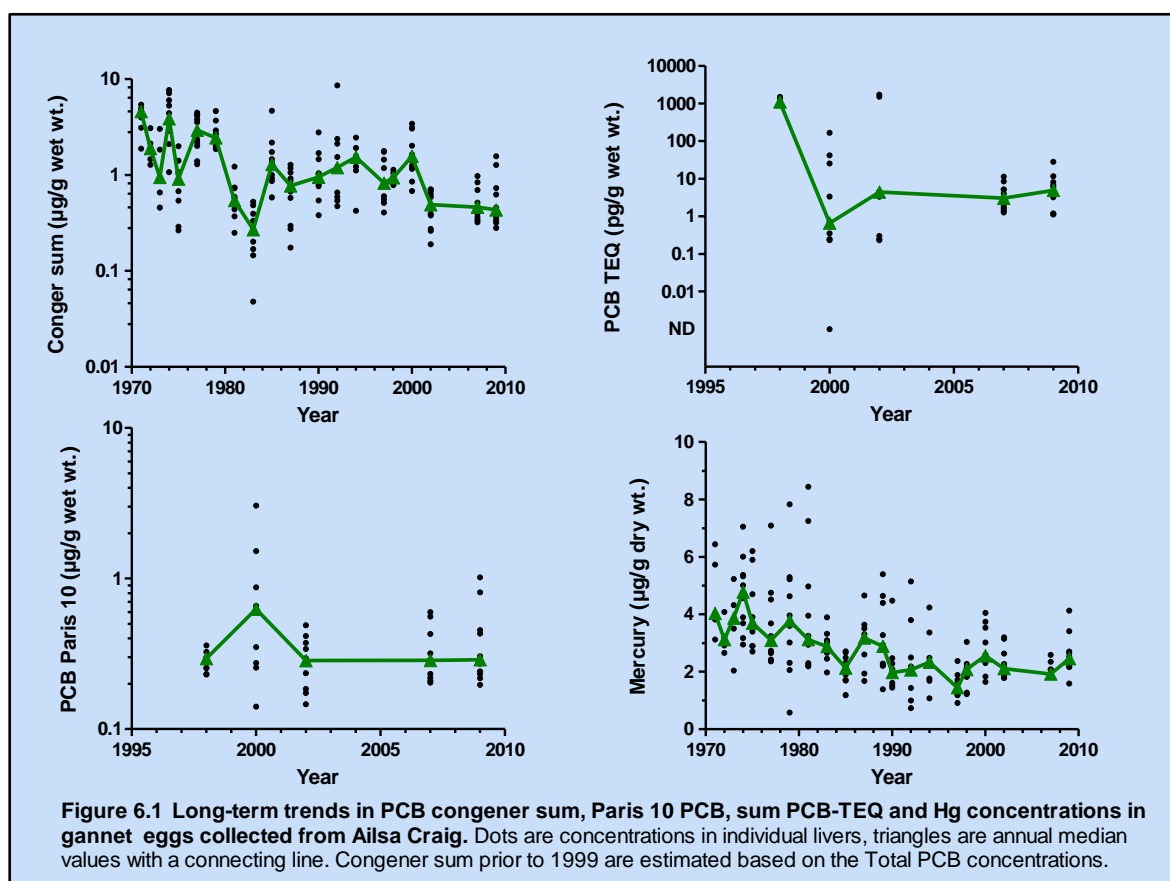 10
1
0.1
0.01
Conger sum (µg/g wet wt.)
1970 1980 1990 2000 2010
Year
10000
1000
100
10
1
0.1
0.01
ND
PCB TEQ (pg/g wet wt.)
1995 2000 2005 2010
Year
10
1
0.1
PCB Paris 10 (µg/g wet wt.)
1995 2000 2005 2010
Year
10
8
6
4
2
0
Mercury (µg/g dry wt.)
1970 1980 1990 2000 2010
Year
Figure 6.1 Long-term trends in PCB congener sum, Paris 10 PCB, sum PCB-TEQ and Hg concentrations in
gannet eggs collected from Ailsa Craig. Dots are concentrations in individual livers, triangles are annual median
values with a connecting line. Congener sum prior to 1999 are estimated based on the Total PCB concentrations.